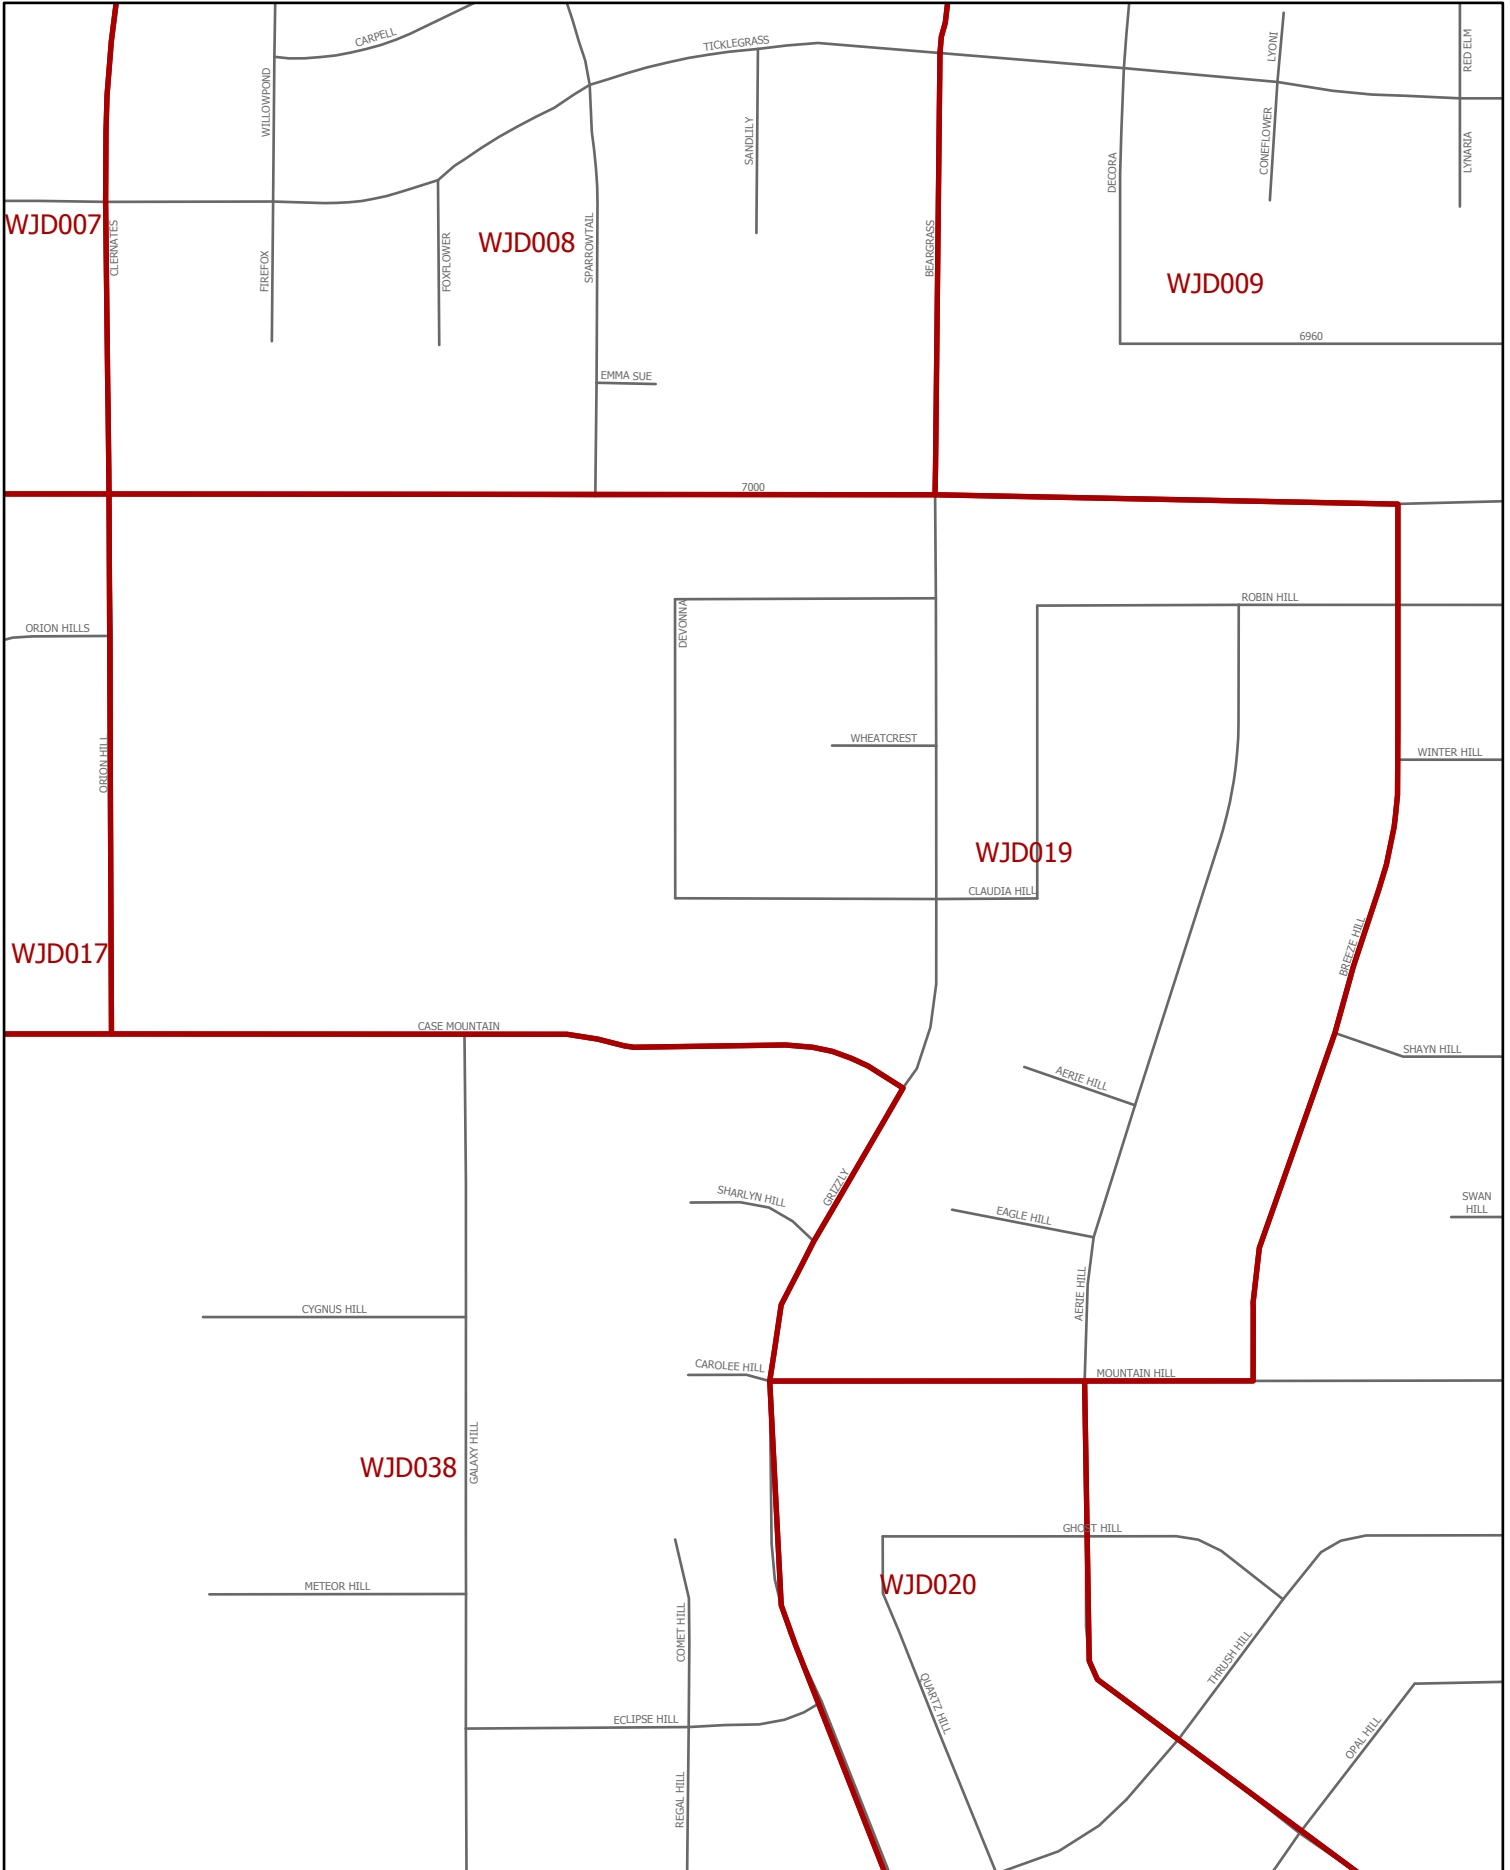 CARPELL
TICKLEGRASS
LYONI
RED ELM
WILLOWPOND
SANDLILY
CONEFLOWER
LYNARIA
DECORA
WJD007
CLERNATES
FIREFOX
FOXFLOWER
WJD008
SPARROWTAIL
BEARGRASS
WJD009
6960
EMMA SUE
7000
ORION HILLS
DEVONNA
ROBIN HILL
ORION HILL
WHEATCREST
WINTER HILL
WJD019
CLAUDIA HILL
WJD017
BREEZE HILL
CASE MOUNTAIN
SHAYN HILL
AERIE HILL
SHARLYN HILL
GRIZZLY
SWAN
HILL
EAGLE HILL
CYGNUS HILL
AERIE HILL
CAROLEE HILL
MOUNTAIN HILL
WJD038
GALAXY HILL
GHOST HILL
METEOR HILL
WJD020
COMET HILL
THRUSH HILL
QUARTZ HILL
ECLIPSE HILL
OPAL HILL
REGAL HILL